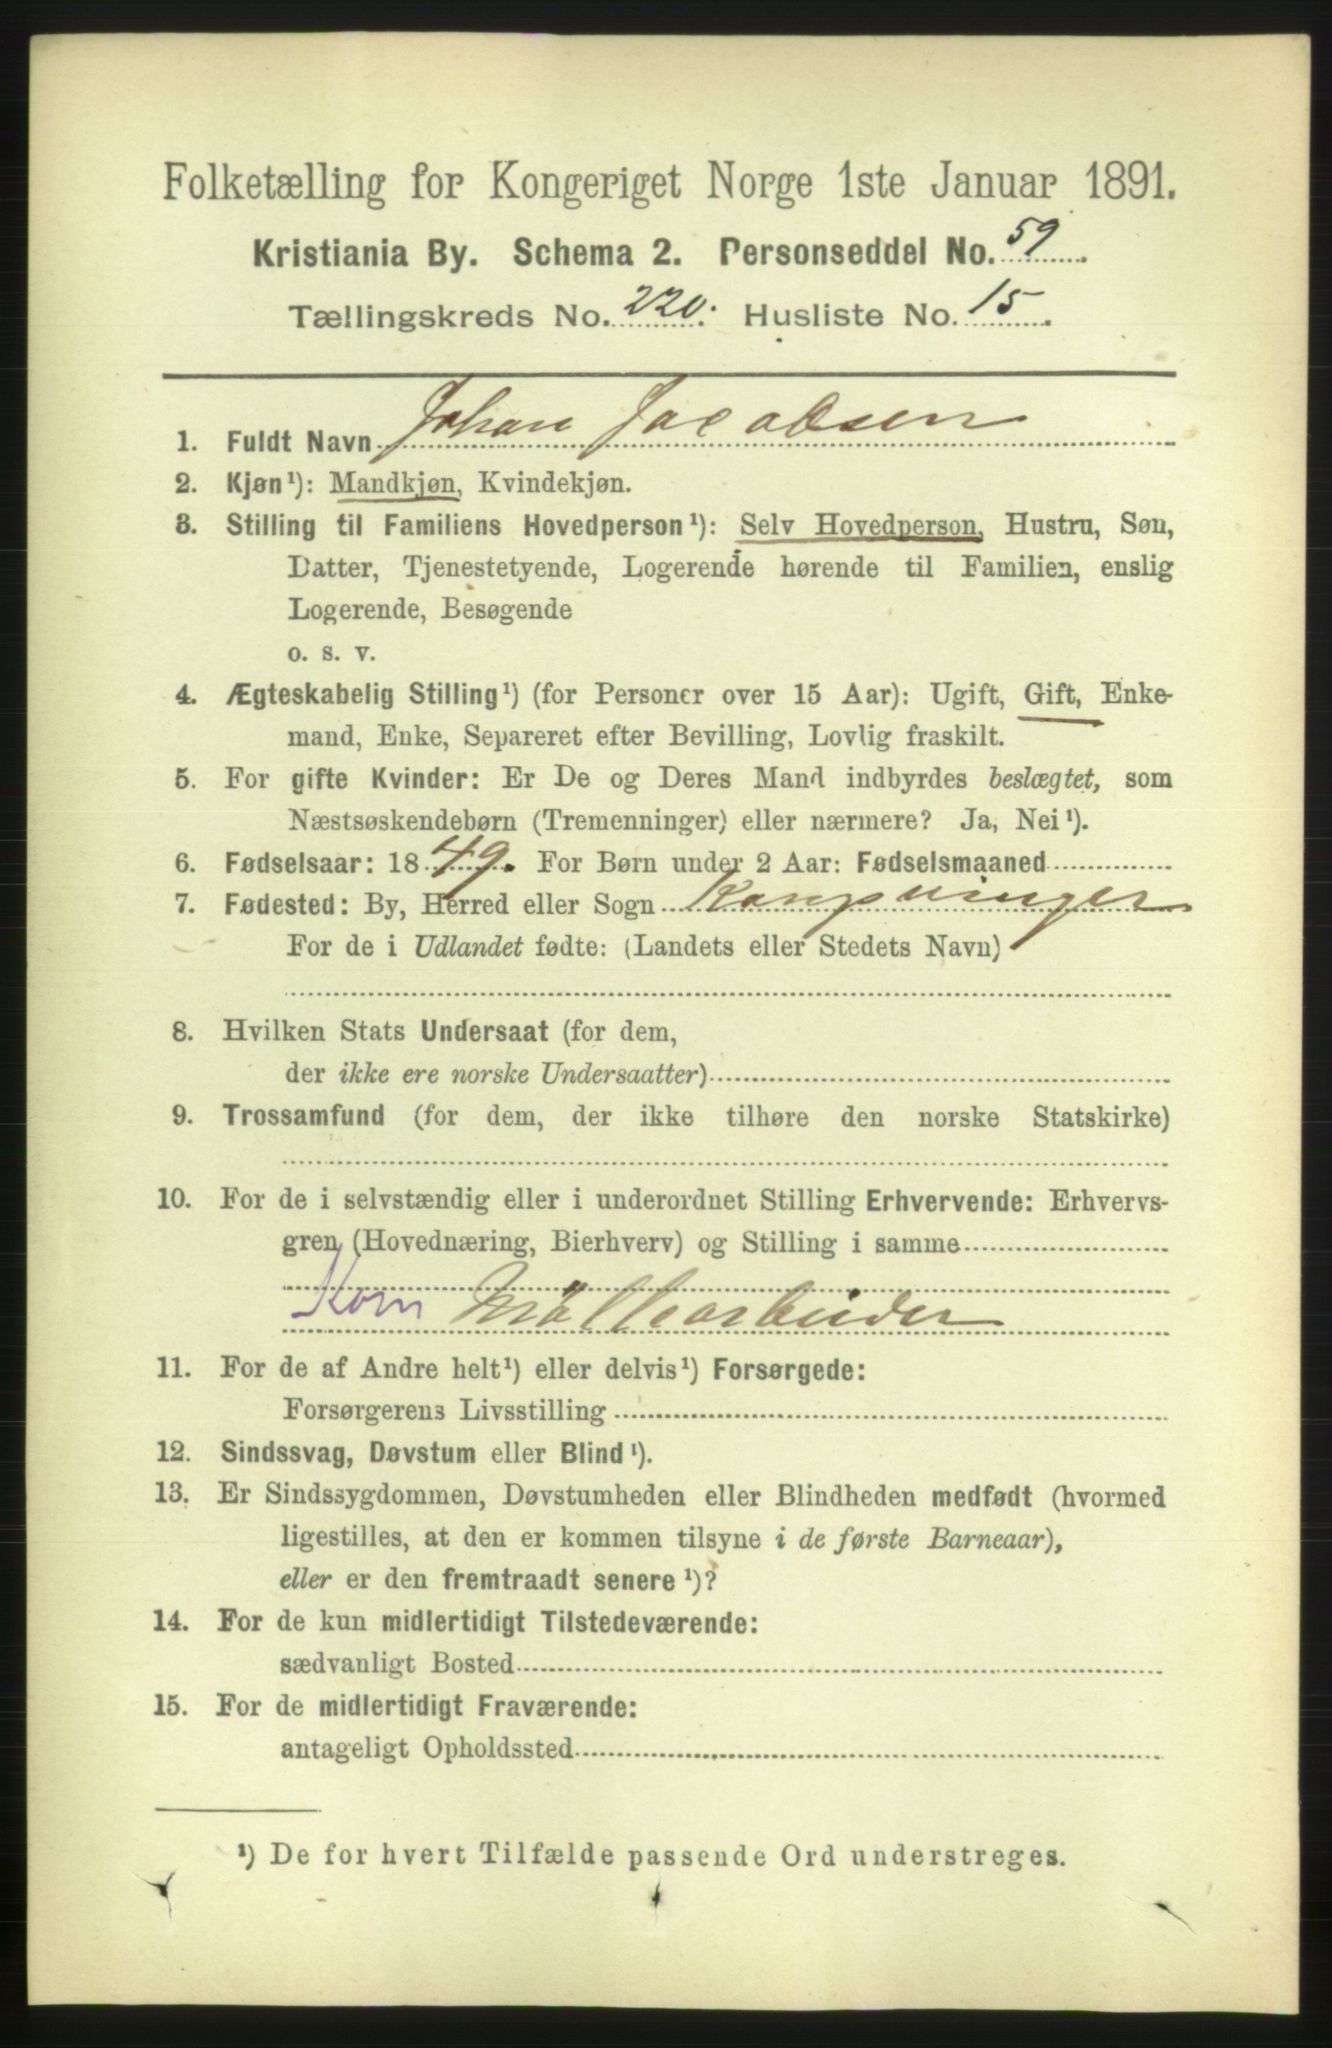 Folketælling for Kongeriget Norge 1ste Januar 1891.
Kristiania By. Schema 2. Personseddel No. 59
Tællingskreds No. 220. Husliste No. 15
1. Fuldt Navn Johan Jacobsen
2. Kjøn¹): Mandkjøn, Kvindekjøn.
3. Stilling til Familiens Hovedperson¹): Selv Hovedperson, Hustru, Søn,
Datter, Tjenestetyende, Logerende hørende til Familien, enslig
Logerende, Besøgende
o. s. v.
4. Ægteskabelig Stilling¹) (for Personer over 15 Aar): Ugift, Gift, Enke-
mand, Enke, Separeret efter Bevilling, Lovlig fraskilt.
5. For gifte Kvinder: Er De og Deres Mand indbyrdes beslægtet, som
Næstsøskendebørn (Tremenninger) eller nærmere? Ja, Nei¹).
6. Fødselsaar: 1849. For Børn under 2 Aar: Fødselsmaaned
7. Fødested: By, Herred eller Sogn Kongsvinger
For de i Udlandet fødte: (Landets eller Stedets Navn)
8. Hvilken Stats Undersaat (for dem,
der ikke ere norske Undersaatter)
9. Trossamfund (for dem, der ikke tilhøre den norske Statskirke)
10. For de i selvstændig eller i underordnet Stilling Erhvervende: Erhvervs-
gren (Hovednæring, Bierhverv) og Stilling i samme
Korn Möllearbeider
11. For de af Andre helt¹) eller delvis¹) Forsørgede:
Forsørgerens Livsstilling
12. Sindssvag, Døvstum eller Blind¹).
13. Er Sindssygdommen, Døvstumheden eller Blindheden medfødt (hvormed
ligestilles, at den er kommen tilsyne i de første Barneaar),
eller er den fremtraadt senere¹)?
14. For de kun midlertidigt Tilstedeværende:
sædvanligt Bosted
15. For de midlertidigt Fraværende:
antageligt Opholdssted
¹) De for hvert Tilfælde passende Ord understreges.